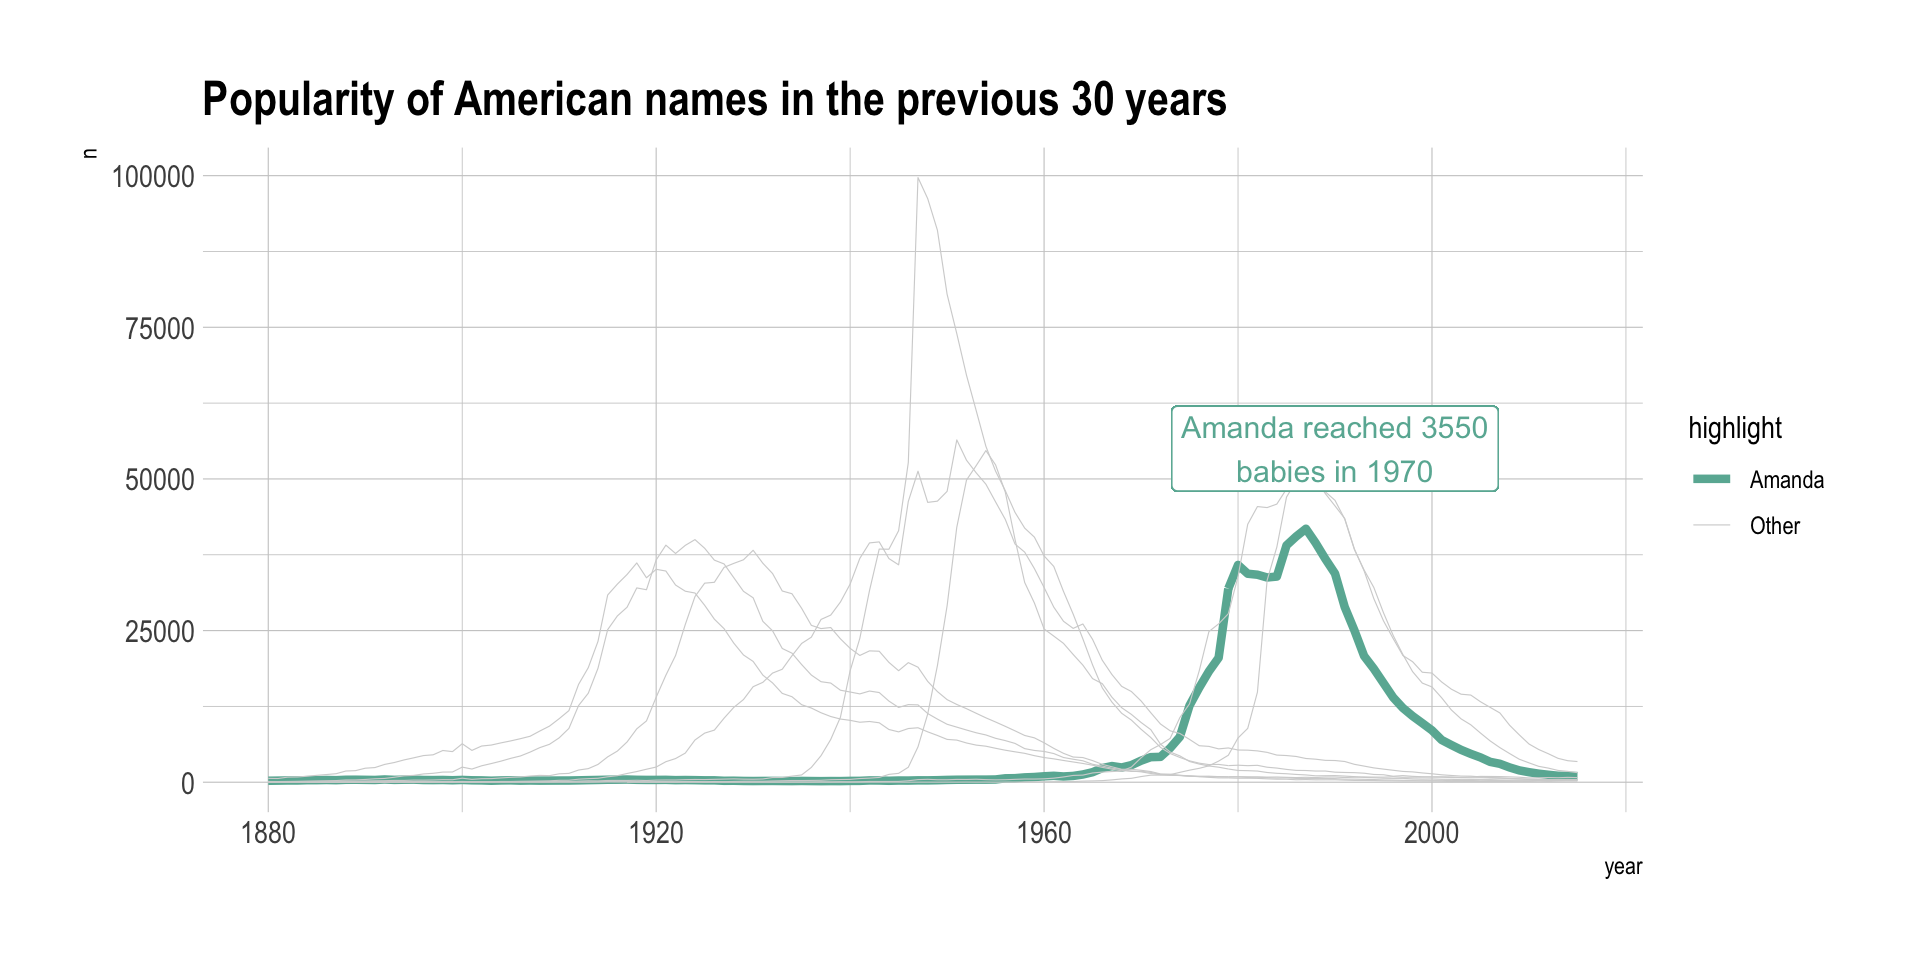 Popularity of American names in the previous 30 years
n
100000
75000
50000
25000
0
1880
1920
1960
2000
year
Amanda reached 3550
babies in 1970
highlight
Amanda
Other